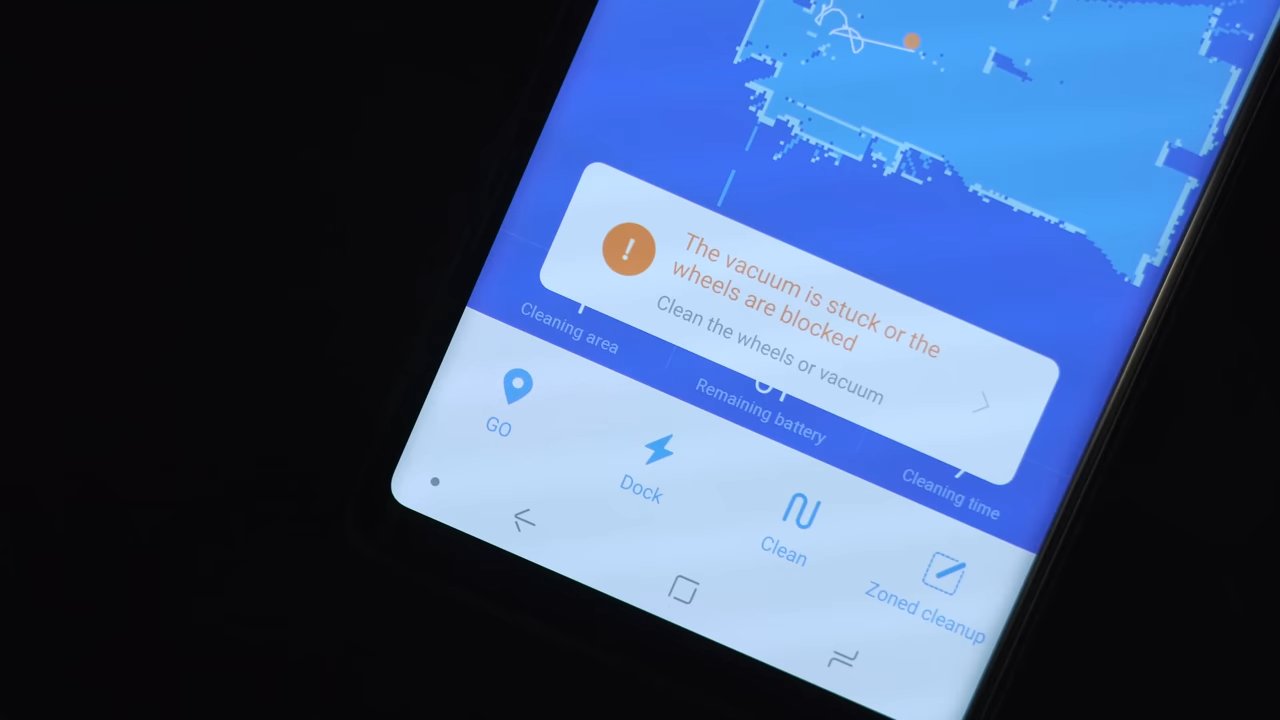 !
The vacuum is stuck or the
wheels are blocked
Clean the wheels or vacuum
Cleaning area
Remaining battery
Cleaning time
GO
Dock
Clean
Zoned cleanup